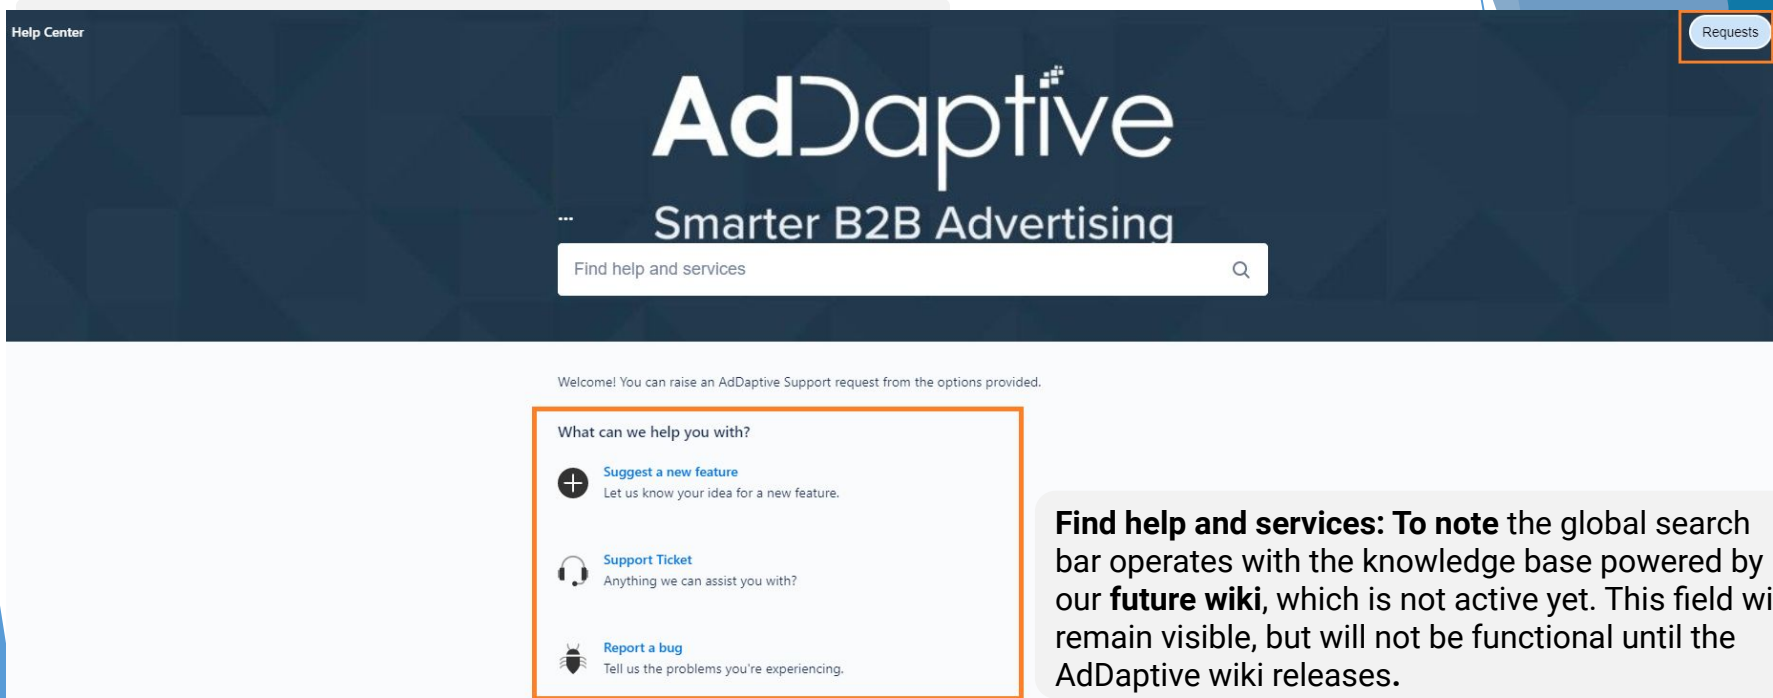 Help Center
Requests
AdDaptive
Smarter B2B Advertising
...
Find help and services
Welcome! You can raise an AdDaptive Support request from the options provided.
What can we help you with?
Suggest a new feature
Let us know your idea for a new feature.
Support Ticket
Anything we can assist you with?
Report a bug
Tell us the problems you're experiencing.
Find help and services: To note the global search
bar operates with the knowledge base powered by
our future wiki, which is not active yet. This field wi
remain visible, but will not be functional until the
AdDaptive wiki releases.